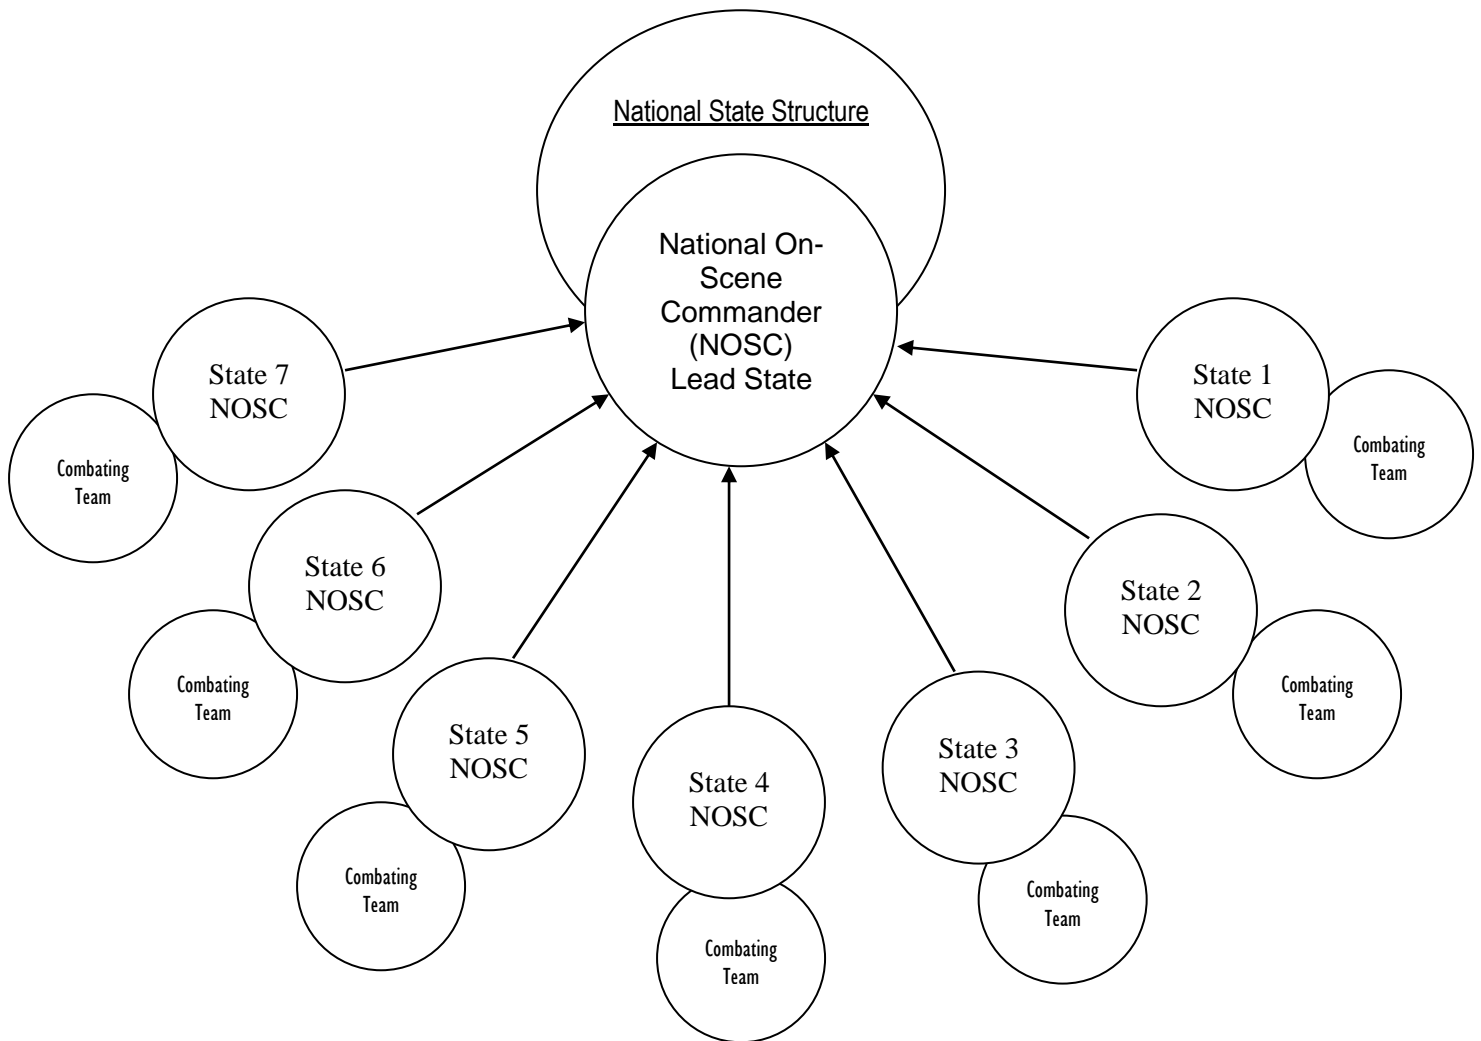 National State Structure
National On-
Scene
Commander
(NOSC)
Lead State
State 7
NOSC
Combating
Team
State 1
NOSC
Combating
Team
State 6
NOSC
Combating
Team
State 2
NOSC
Combating
Team
State 5
NOSC
Combating
Team
State 4
NOSC
Combating
Team
State 3
NOSC
Combating
Team